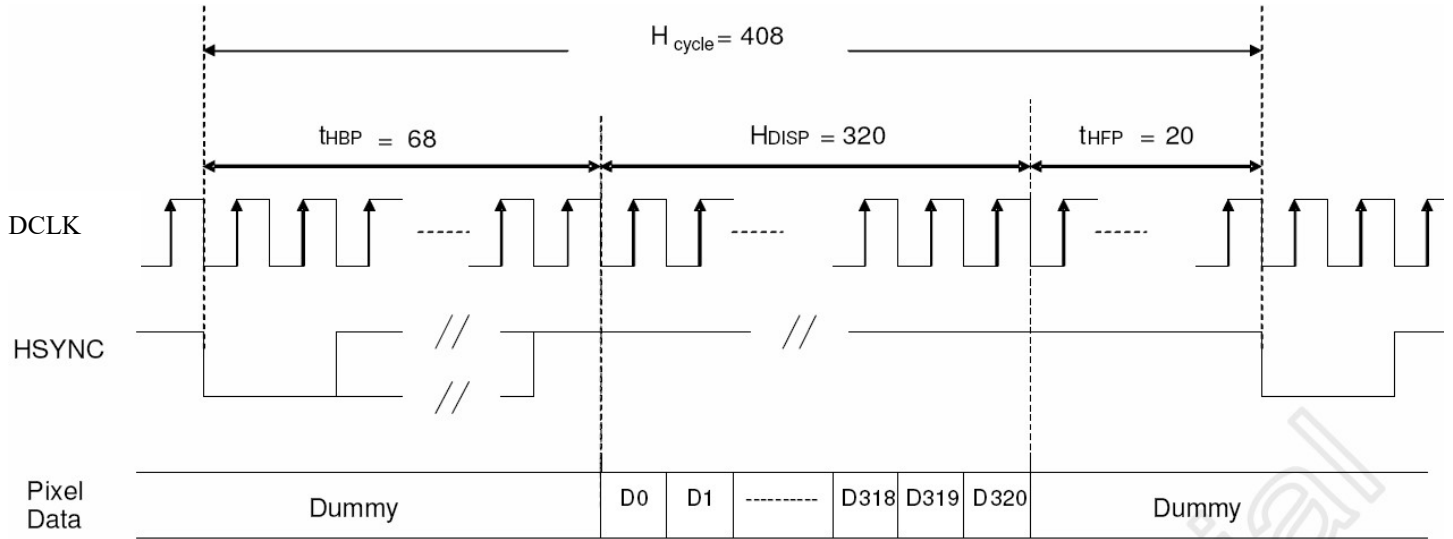 H cycle = 408
tHBP = 68
HDISP = 320
tHFP = 20
DCLK
HSYNC
Pixel Data
Dummy
D0
D1
----------
D318
D319
D320
Dummy